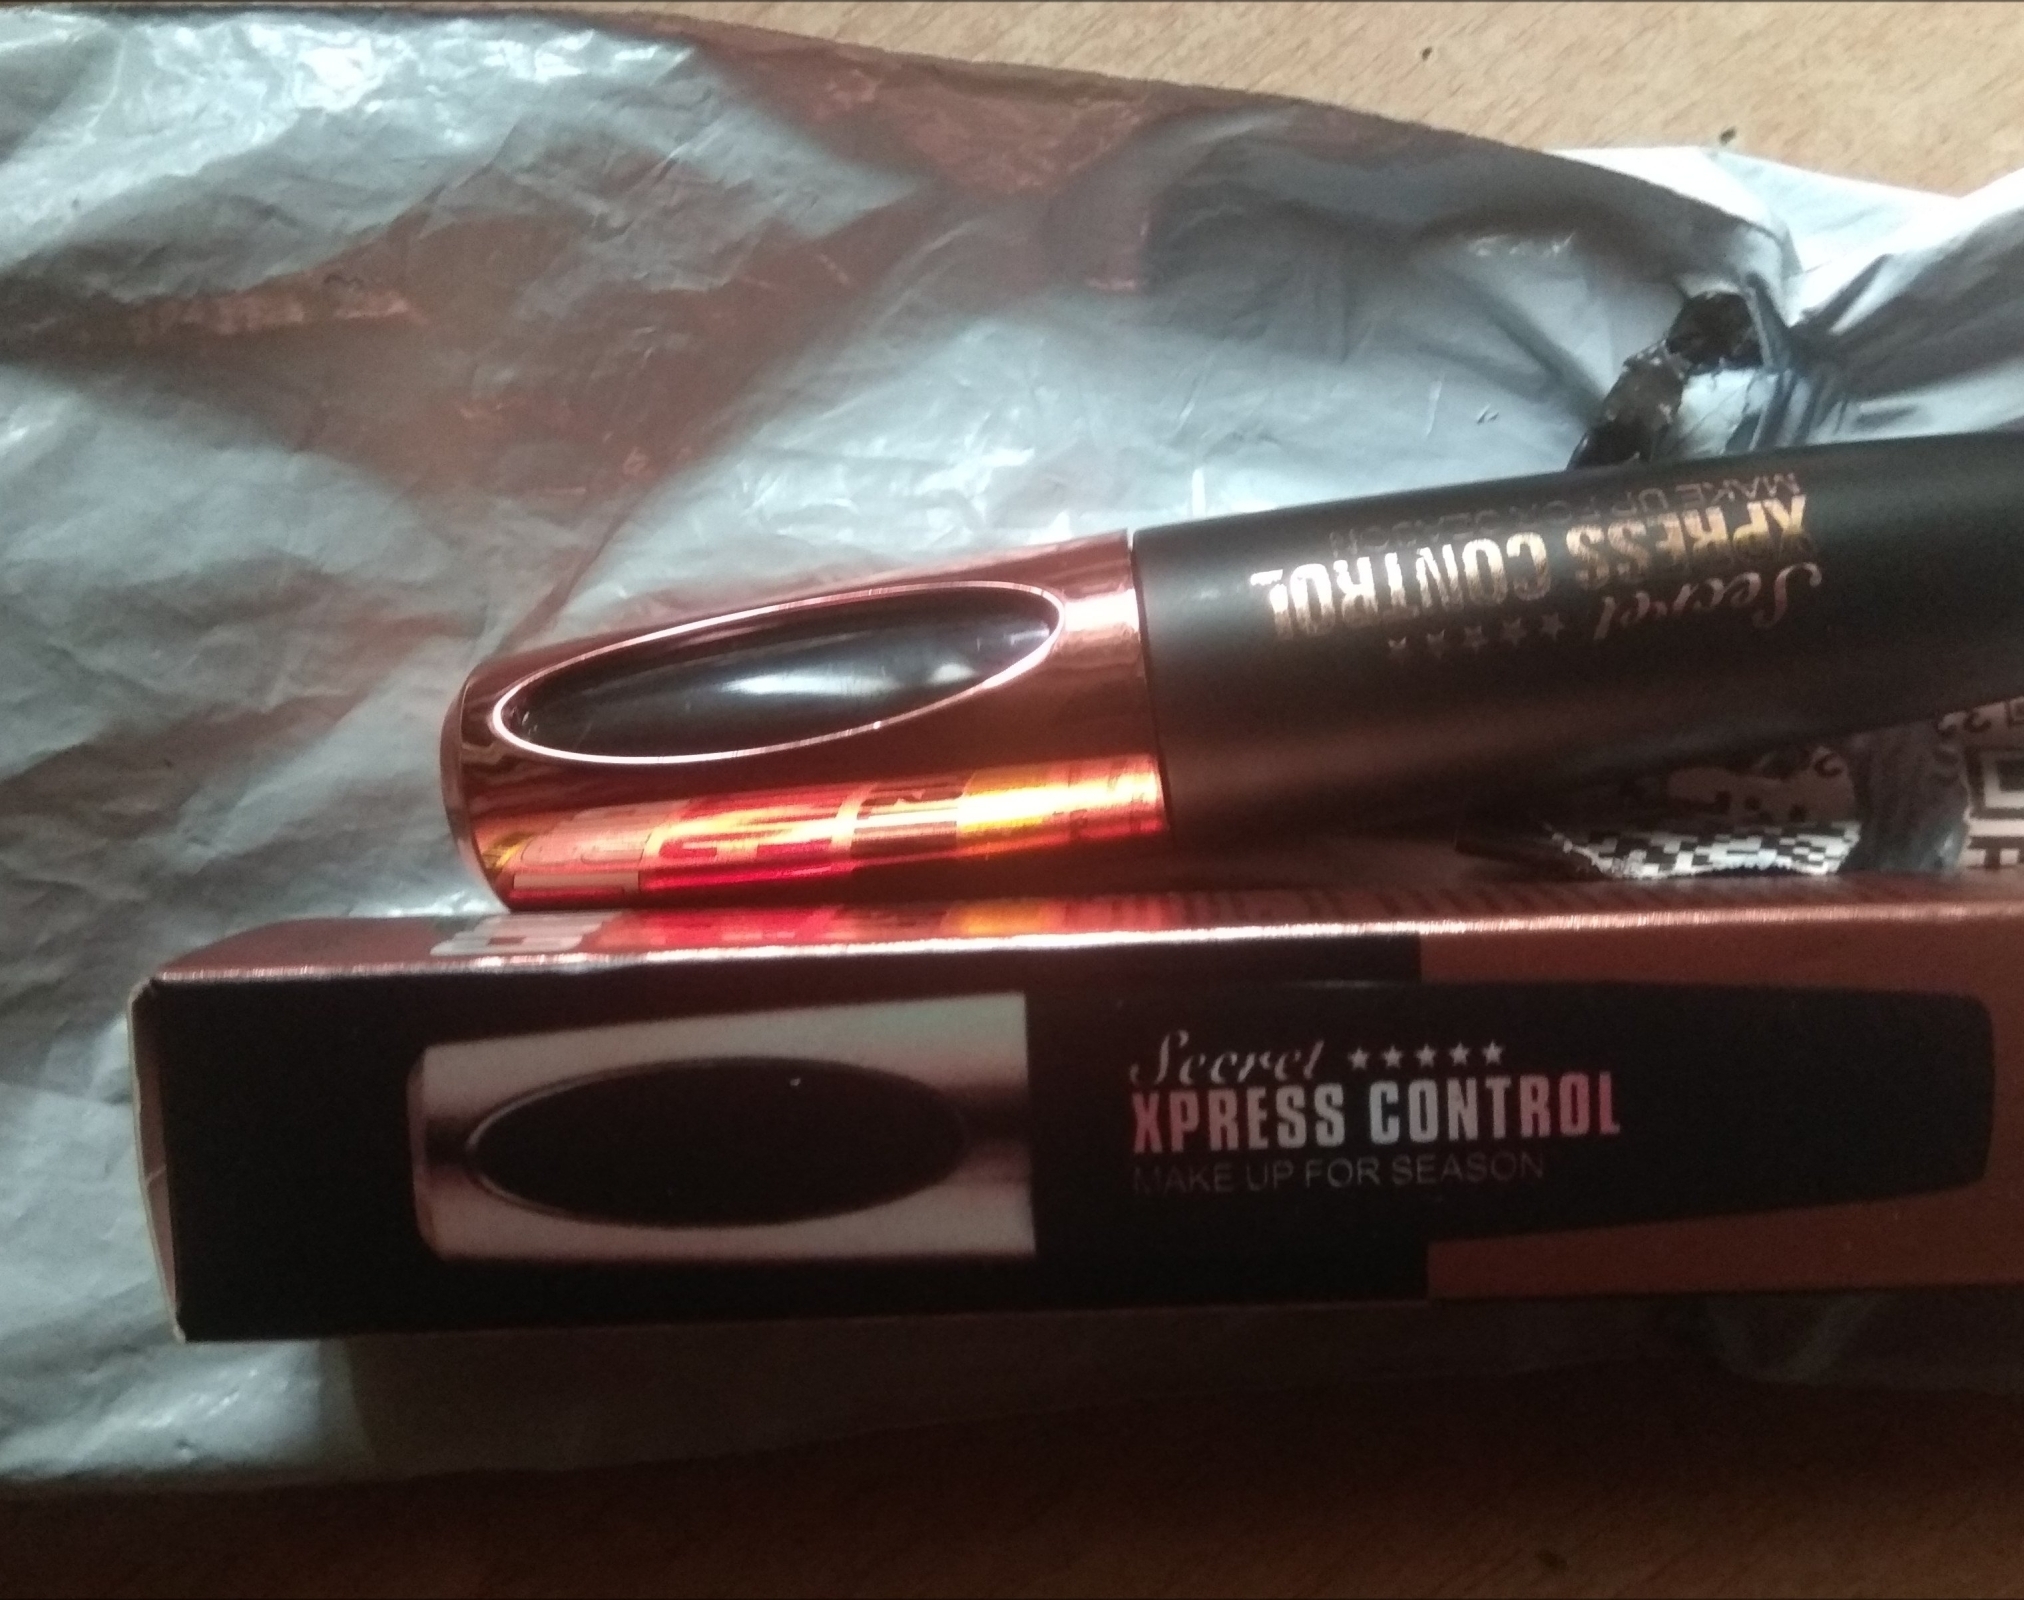 Secret ★★★★★
XPRESS CONTROL
MAKE UP FOR SEASON
Secret ★★★★★
XPRESS CONTROL
MAKE UP FOR SEASON